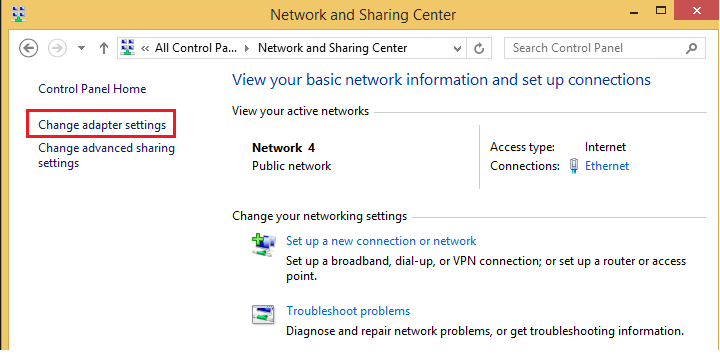 Network and Sharing Center
« All Control Pa... Network and Sharing Center
Search Control Panel
Control Panel Home
Change adapter settings
Change advanced sharing
settings
View your basic network information and set up connections
View your active networks
Network 4
Public network
Access type: Internet
Connections: Ethernet
Change your networking settings
Set up a new connection or network
Set up a broadband, dial-up, or VPN connection; or set up a router or access
point.
Troubleshoot problems
Diagnose and repair network problems, or get troubleshooting information.